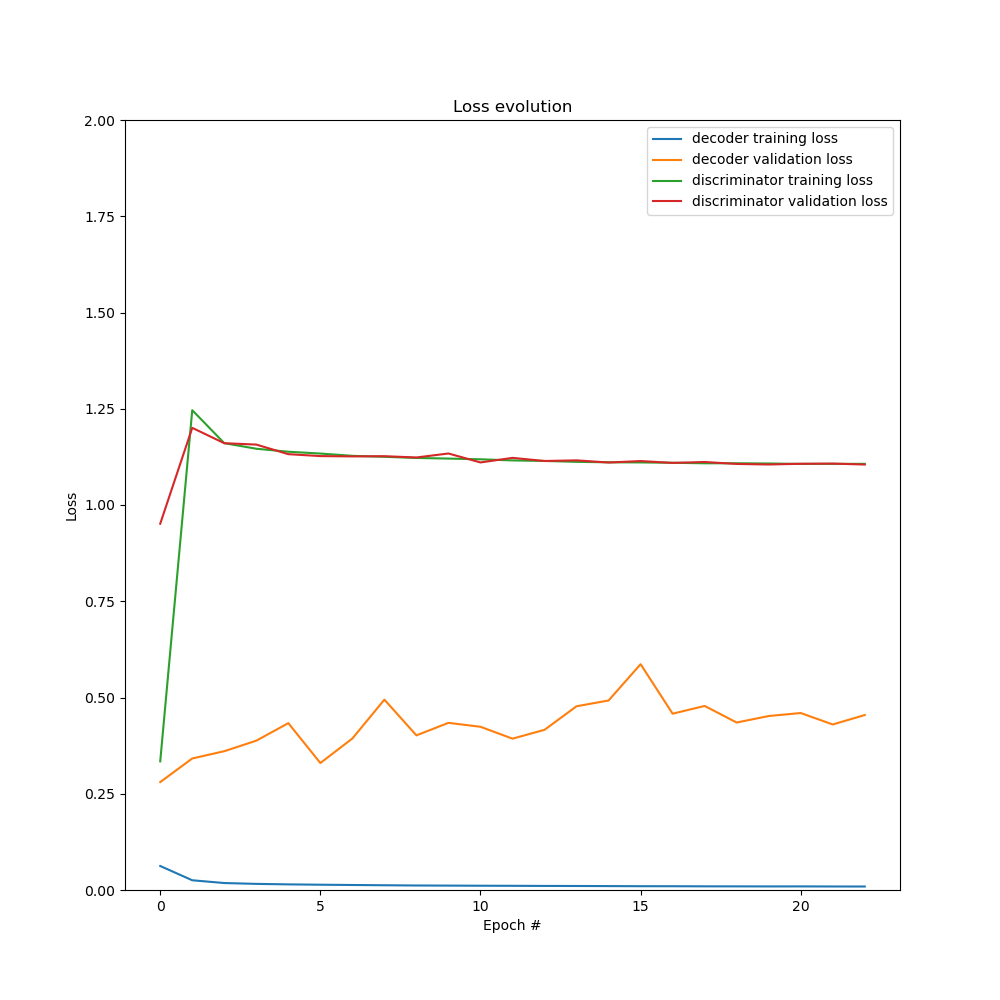 Loss evolution
2.00
1.75
1.50
1.25
1.00
0.75
0.50
0.25
0.00
Loss
decoder training loss
decoder validation loss
discriminator training loss
discriminator validation loss
0 5 10 15 20
Epoch #